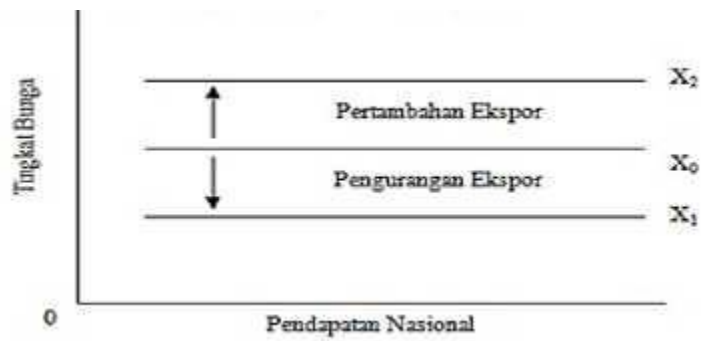 X₂
Pertambahan Ekspor
Tingkat Bunga
X₀
Pengurangan Ekspor
X₁
0
Pendapatan Nasional